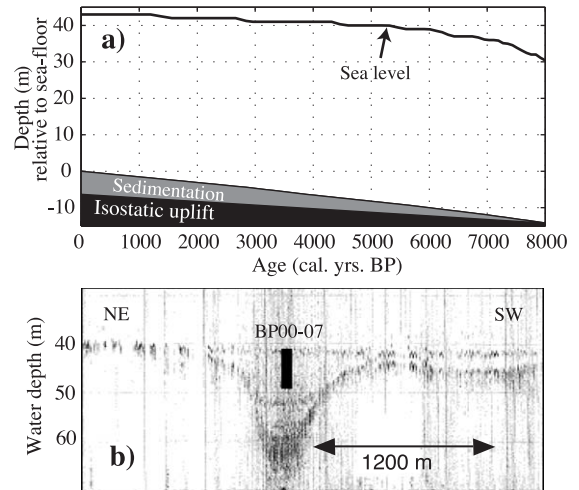 a)
Depth (m)
relative to sea-floor
40
30
20
10
0
-10
Sea level
Sedimentation
Isostatic uplift
0 1000 2000 3000 4000 5000 6000 7000 8000
Age (cal. yrs. BP)
NE
SW
BP00-07
Water depth (m)
40
50
60
b)
1200 m